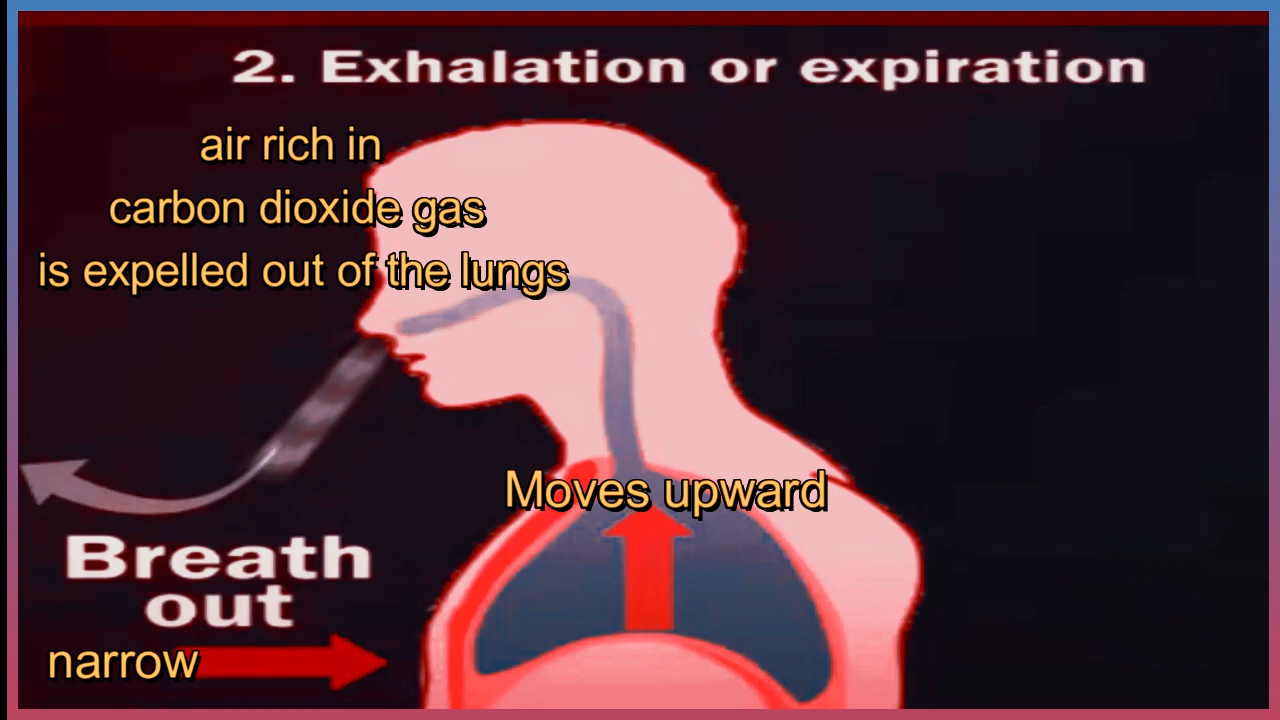 2. Exhalation or expiration
air rich in
carbon dioxide gas
is expelled out of the lungs
Moves upward
Breath
out
narrow